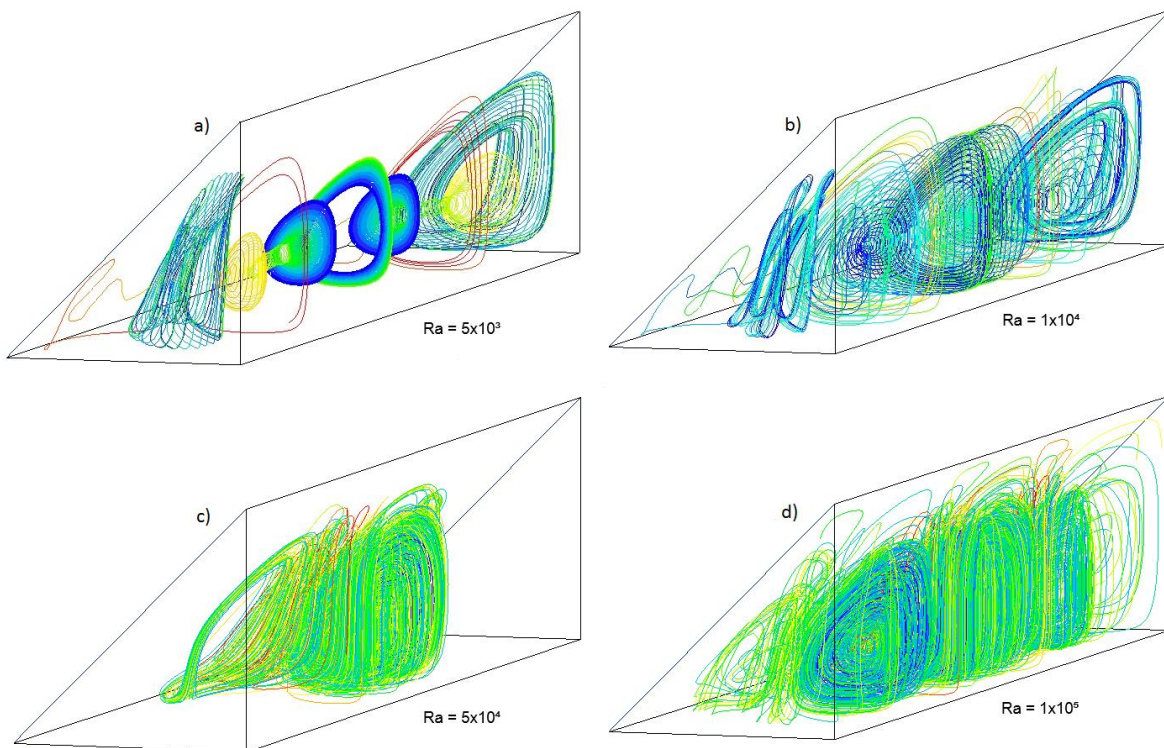 a)
Ra = 5x10³
b)
Ra = 1x10⁴
c)
Ra = 5x10⁴
d)
Ra = 1x10⁵